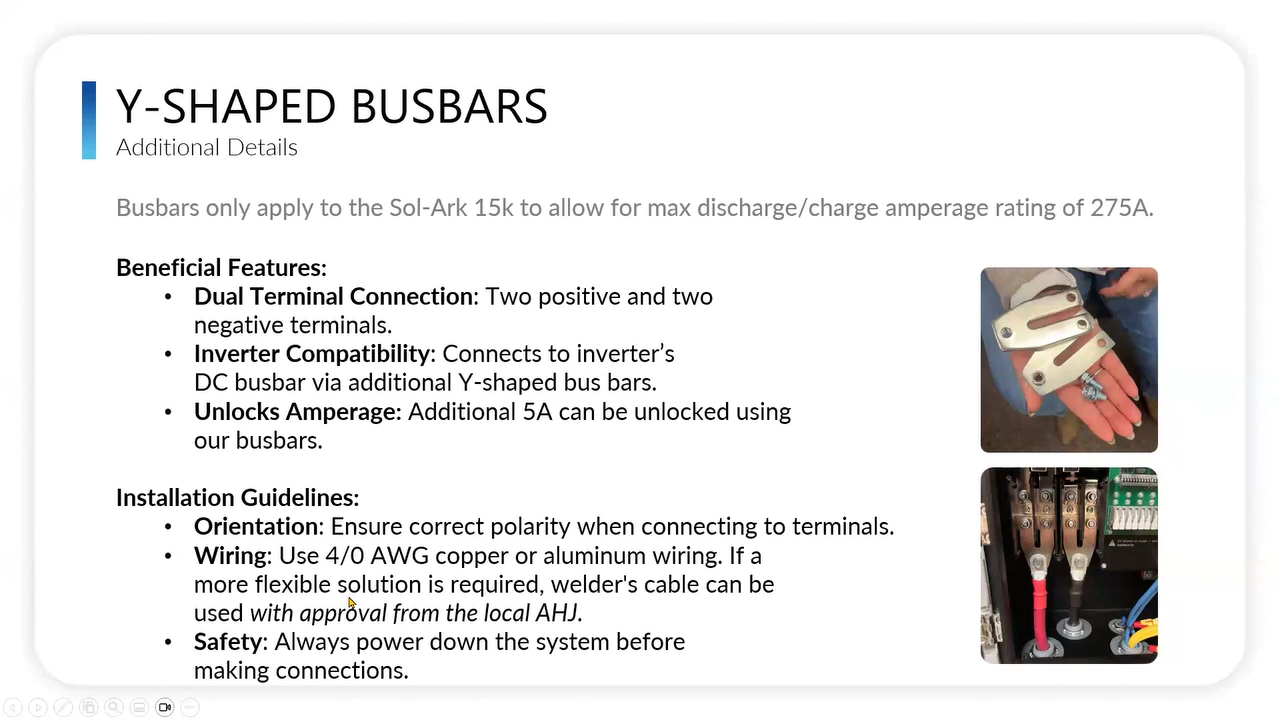 Y-SHAPED BUSBARS
Additional Details
Busbars only apply to the Sol-Ark 15k to allow for max discharge/charge amperage rating of 275A.
Beneficial Features:
• Dual Terminal Connection: Two positive and two
negative terminals.
• Inverter Compatibility: Connects to inverter’s
DC busbar via additional Y-shaped bus bars.
• Unlocks Amperage: Additional 5A can be unlocked using
our busbars.
Installation Guidelines:
• Orientation: Ensure correct polarity when connecting to terminals.
• Wiring: Use 4/0 AWG copper or aluminum wiring. If a
more flexible solution is required, welder's cable can be
used with approval from the local AHJ.
• Safety: Always power down the system before
making connections.